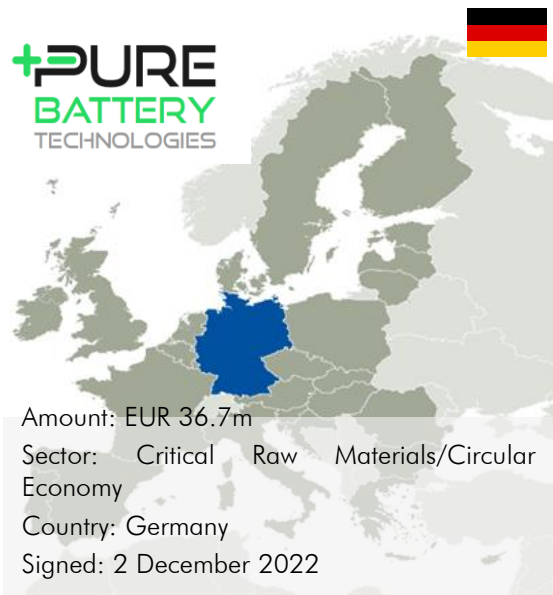 +PURE
BATTERY
TECHNOLOGIES
Amount: EUR 36.7m
Sector: Critical Raw Materials/Circular
Economy
Country: Germany
Signed: 2 December 2022